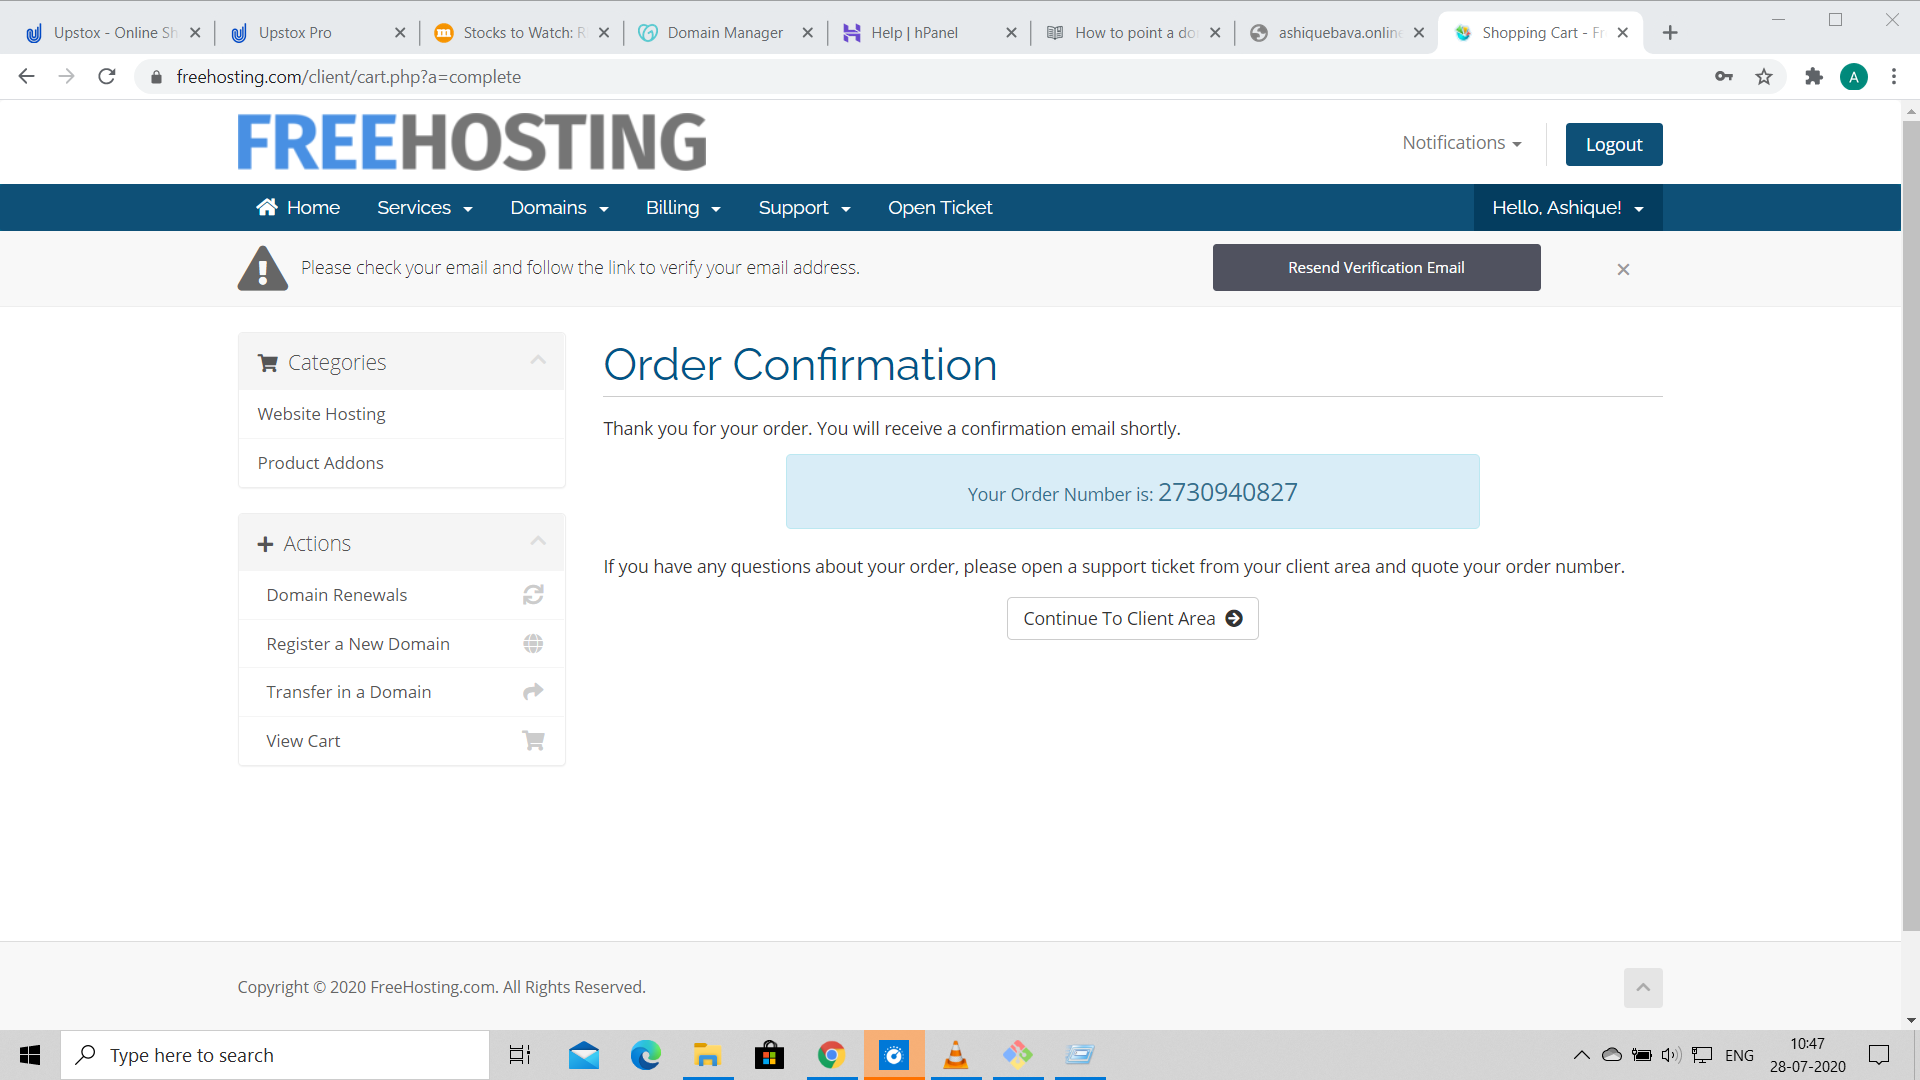 Upstox - Online Sh
Upstox Pro
Stocks to Watch: R
Domain Manager
Help | hPanel
How to point a do
ashiquebava.online
Shopping Cart - Fr
freehosting.com/client/cart.php?a=complete
A
FREEHOSTING
Notifications
Logout
Home
Services
Domains
Billing
Support
Open Ticket
Hello, Ashique!
Please check your email and follow the link to verify your email address.
Resend Verification Email
Categories
Website Hosting
Product Addons
Actions
Domain Renewals
Register a New Domain
Transfer in a Domain
View Cart
Order Confirmation
Thank you for your order. You will receive a confirmation email shortly.
Your Order Number is: 2730940827
If you have any questions about your order, please open a support ticket from your client area and quote your order number.
Continue To Client Area
Copyright © 2020 FreeHosting.com. All Rights Reserved.
Type here to search
ENG
10:47
28-07-2020